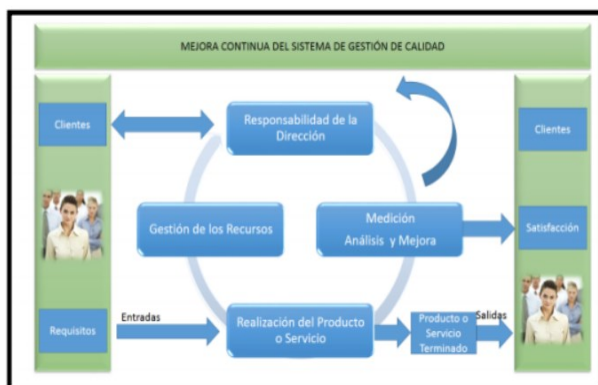 MEJORA CONTINUA DEL SISTEMA DE GESTIÓN DE CALIDAD
Clientes
Responsabilidad de la
Dirección
Clientes
Gestión de los Recursos
Medición
Análisis y Mejora
Satisfacción
Requisitos
Entradas
Realización del Producto
o Servicio
Producto o
Servicio
Terminado
Salidas